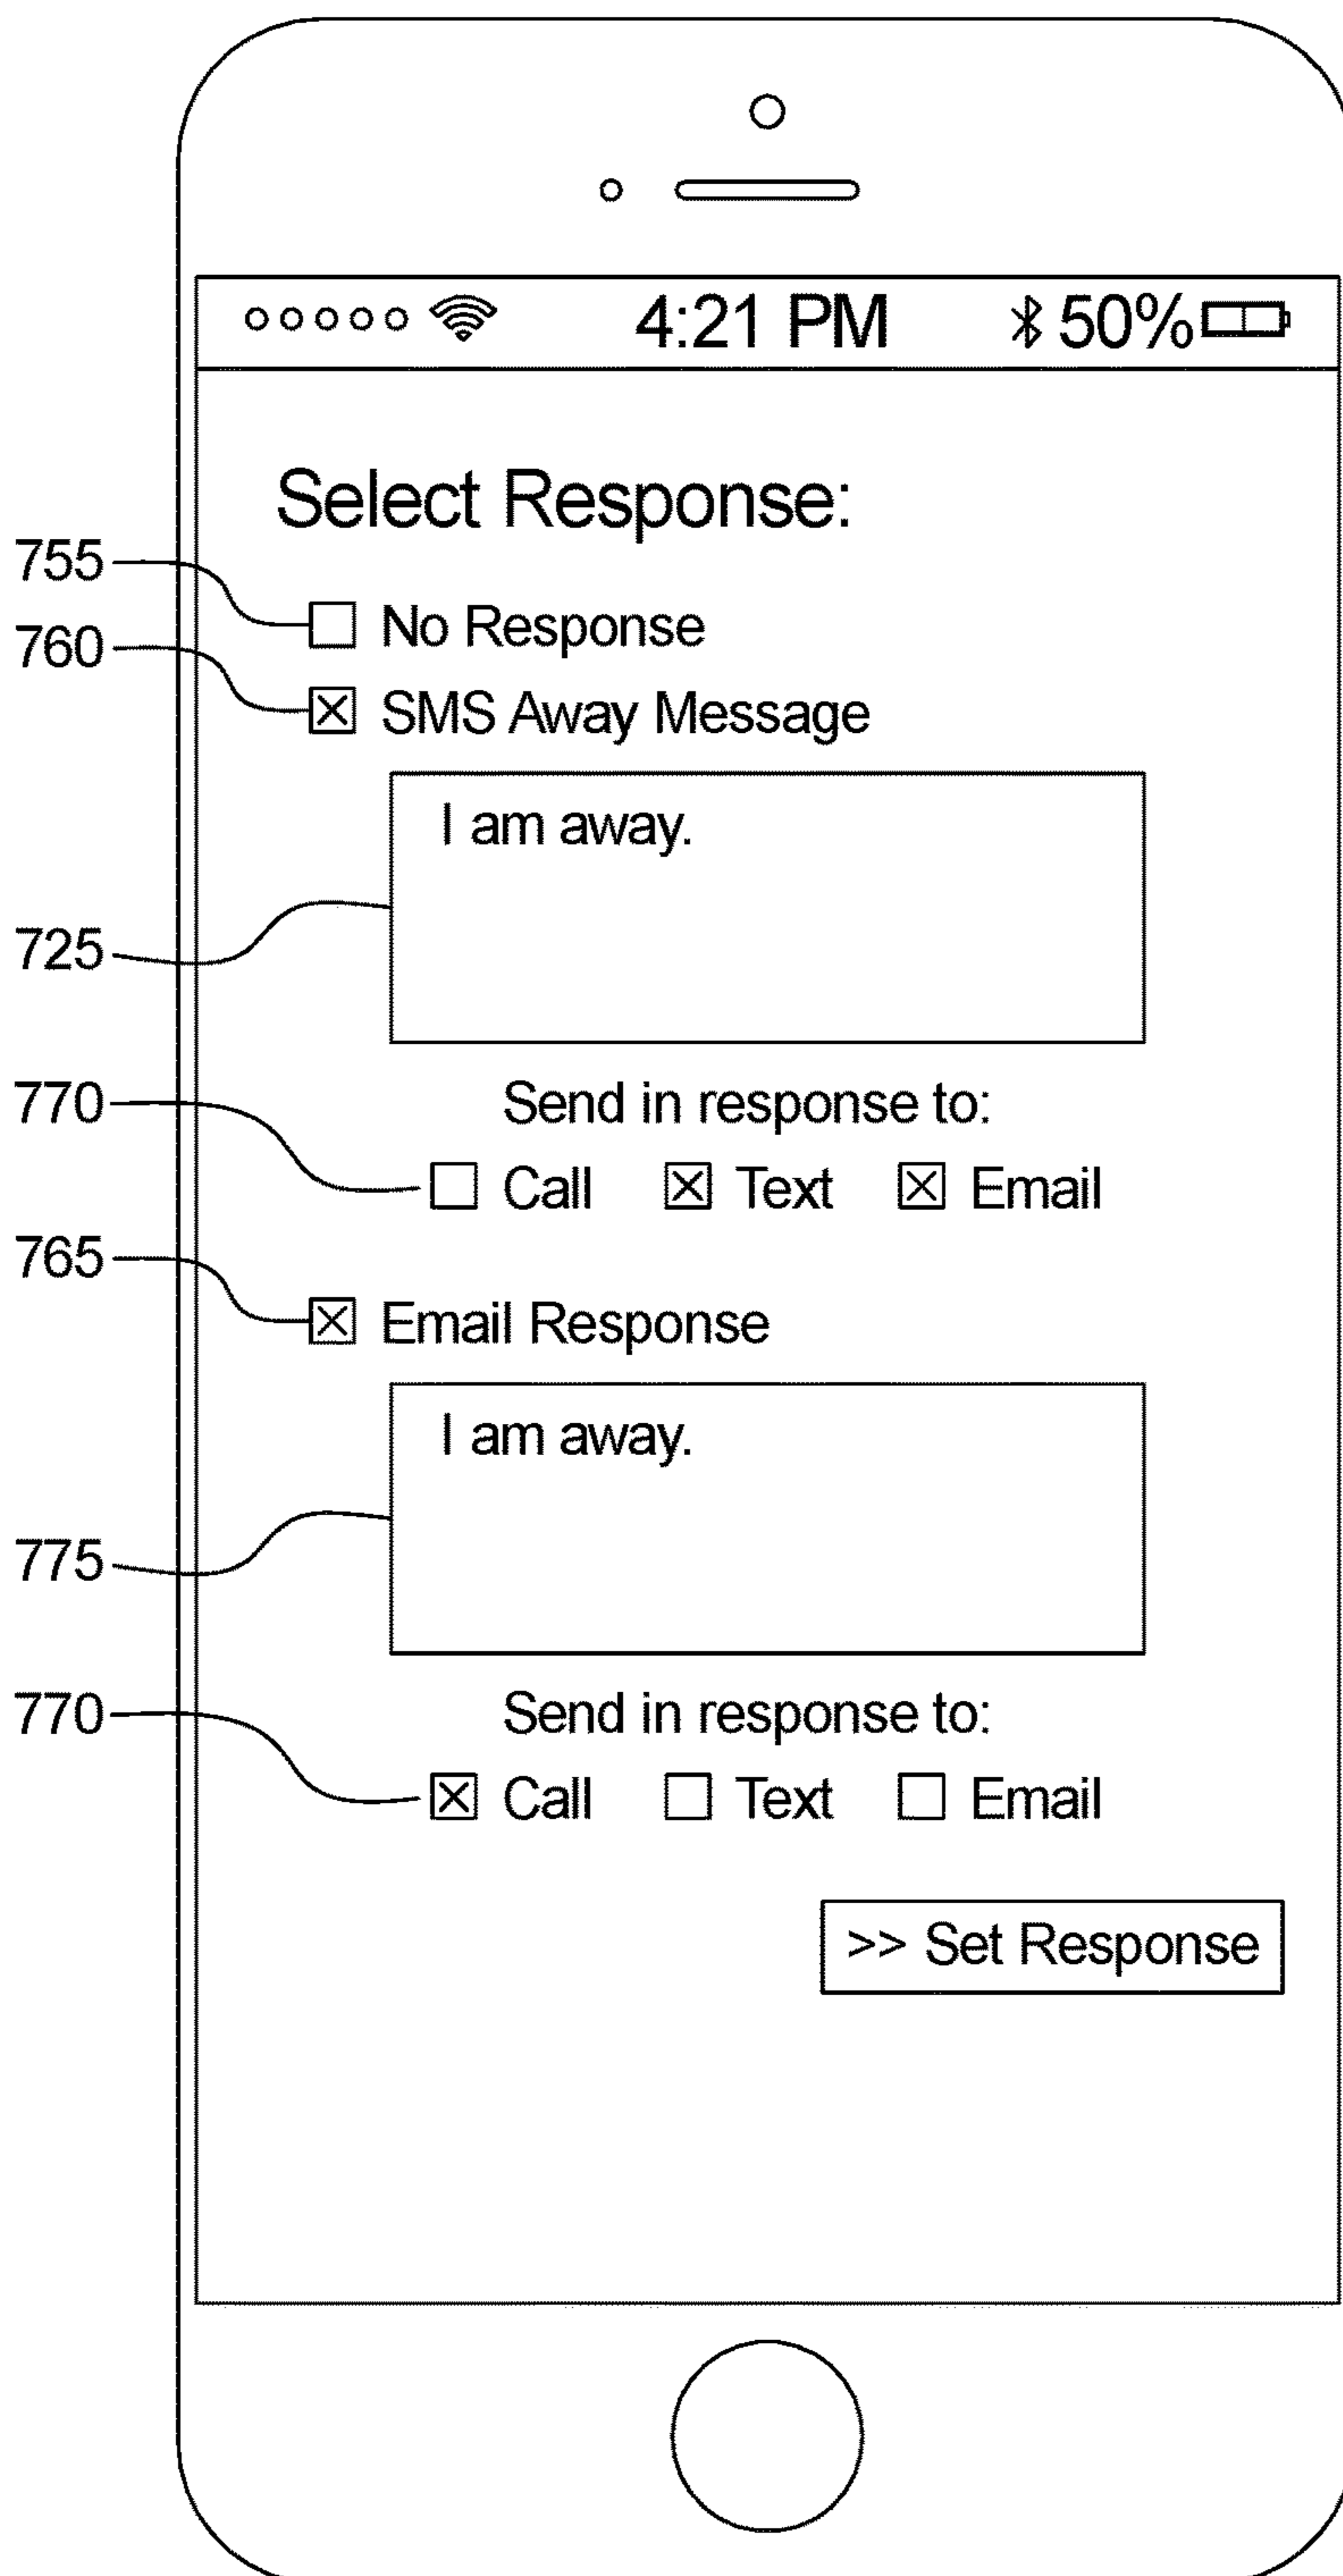 4:21 PM 50%
Select Response:
755
No Response
760
SMS Away Message
I am away.
725
770
Send in response to:
Call Text Email
765
Email Response
I am away.
775
770
Send in response to:
Call Text Email
>> Set Response